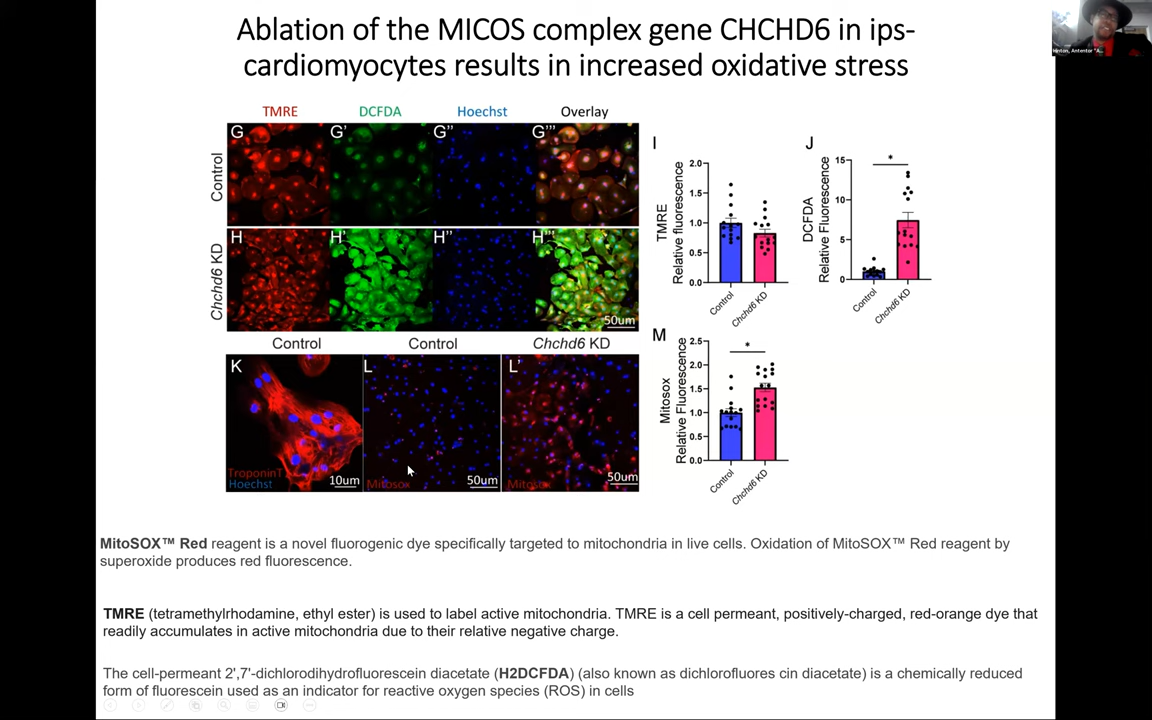 Ablation of the MICOS complex gene CHCHD6 in ips-
cardiomyocytes results in increased oxidative stress
TMRE DCFDA Hoechst Overlay
Control
G G' G'' G'''
Chchd6 KD
H H' H'' H'''
50um
Control Control Chchd6 KD
K L L'
TroponinT
Hoechst 10um
Mitosox 50um
Mitosox 50um
I
TMRE
Relative fluorescence
2.0
1.5
1.0
0.5
0.0
Control Chchd6 KD
J
DCFDA
Relative Fluorescence
15
10
5
0
*
Control Chchd6 KD
M
Mitosox
Relative Fluorescence
2.5
2.0
1.5
1.0
0.5
0.0
*
Control Chchd6 KD
MitoSOX™ Red reagent is a novel fluorogenic dye specifically targeted to mitochondria in live cells. Oxidation of MitoSOX™ Red reagent by
superoxide produces red fluorescence.
TMRE (tetramethylrhodamine, ethyl ester) is used to label active mitochondria. TMRE is a cell permeant, positively-charged, red-orange dye that
readily accumulates in active mitochondria due to their relative negative charge.
The cell-permeant 2',7'-dichlorodihydrofluorescein diacetate (H2DCFDA) (also known as dichlorofluores cin diacetate) is a chemically reduced
form of fluorescein used as an indicator for reactive oxygen species (ROS) in cells